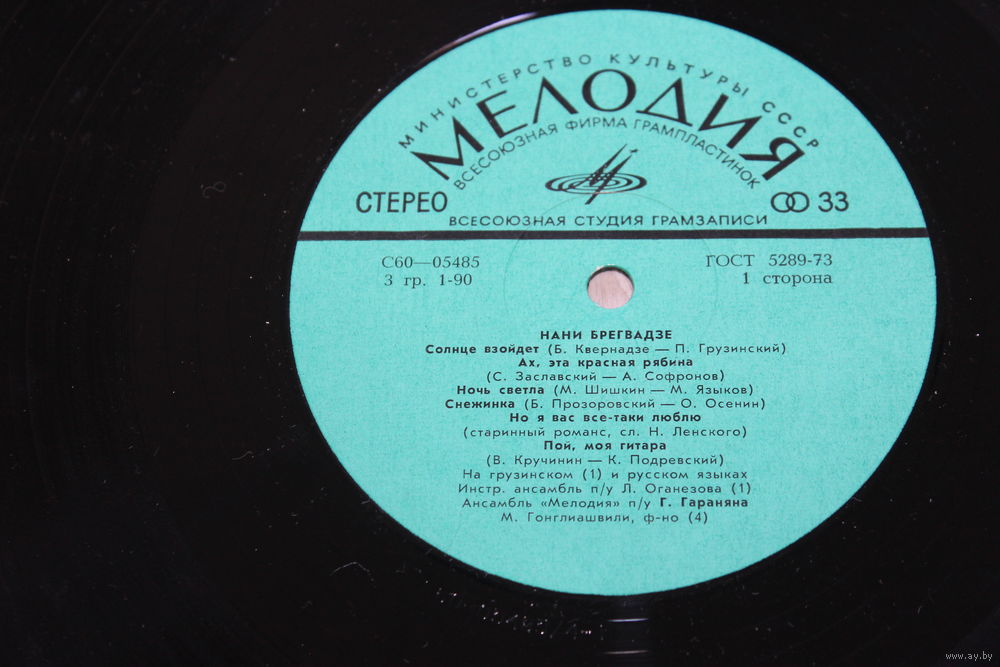 МИНИСТЕРСТВО КУЛЬТУРЫ СССР
МЕЛОДИЯ
ВСЕСОЮЗНАЯ ФИРМА ГРАМПЛАСТИНОК
СТЕРЕО
33
ВСЕСОЮЗНАЯ СТУДИЯ ГРАМЗАПИСИ
С60—05485
ГОСТ 5289-73
3 гр. 1-90
1 сторона
НАНИ БРЕГВАДЗЕ
Солнце взойдет (Б. Квернадзе — П. Грузинский)
Ах, эта красная рябина
(С. Заславский — А. Софронов)
Ночь светла (М. Шишкин — М. Языков)
Снежинка (Б. Прозоровский — О. Осенин)
Но я вас все-таки люблю
(старинный романс, сл. Н. Ленского)
Пой, моя гитара
(В. Кручинин — К. Подревский)
На грузинском (1) и русском языках
Инстр. ансамбль п/у Л. Оганезова (1)
Ансамбль «Мелодия» п/у Г. Гараняна
М. Гонглиашвили, ф-но (4)
www.ay.by